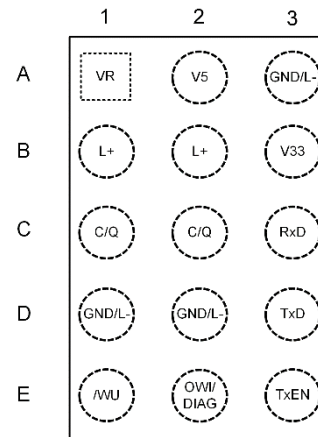 1 2 3
A VR V5 GND/L-
B L+ L+ V33
C C/Q C/Q RxD
D GND/L- GND/L- TxD
E /WU OWI/ DIAG TxEN